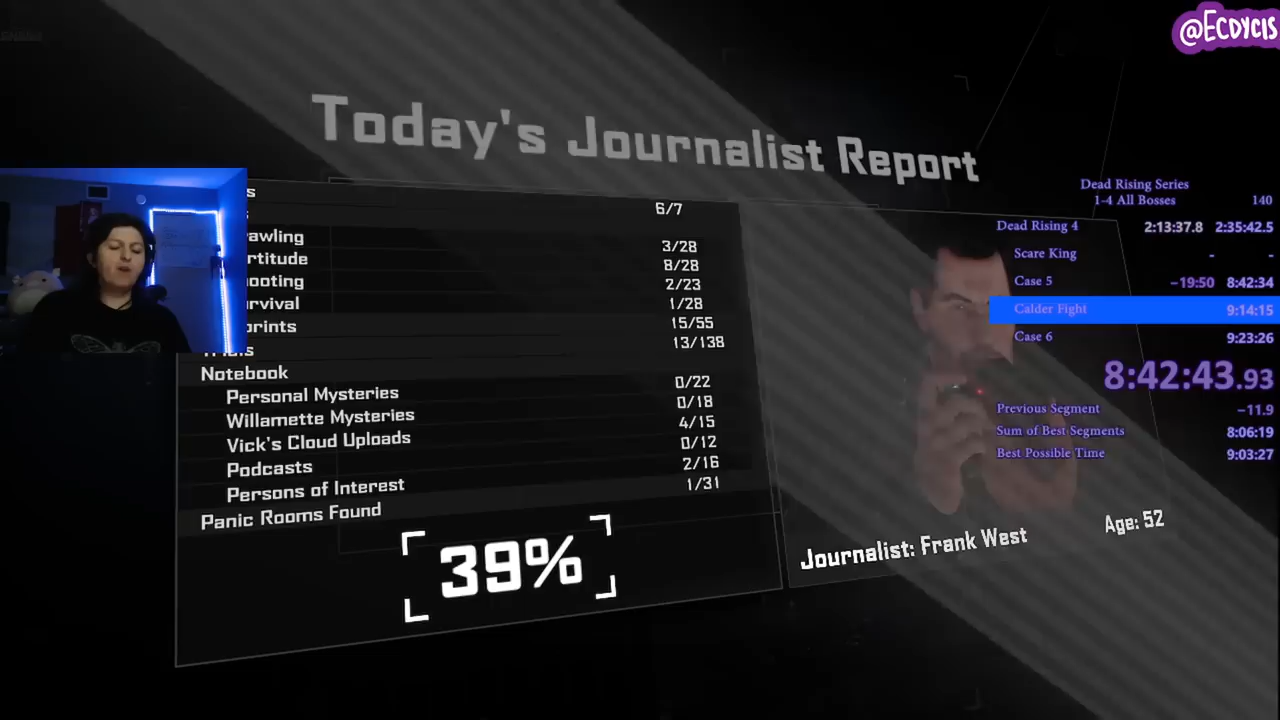 @ECDYCIS
Today's Journalist Report
6/7
3/28
8/28
2/23
1/28
15/55
13/138
Notebook
Personal Mysteries 0/22
Willamette Mysteries 0/18
Vick's Cloud Uploads 4/15
Podcasts 0/12
Persons of Interest 2/16
Panic Rooms Found 1/31
39%
Journalist: Frank West
Age: 52
Dead Rising Series
1-4 All Bosses 140
Dead Rising 4 2:13:37.8 2:35:42.5
Scare King - -
Case 5 −19:50 8:42:34
Calder Fight 9:14:15
Case 6 9:23:26
8:42:43.93
Previous Segment −11.9
Sum of Best Segments 8:06:19
Best Possible Time 9:03:27